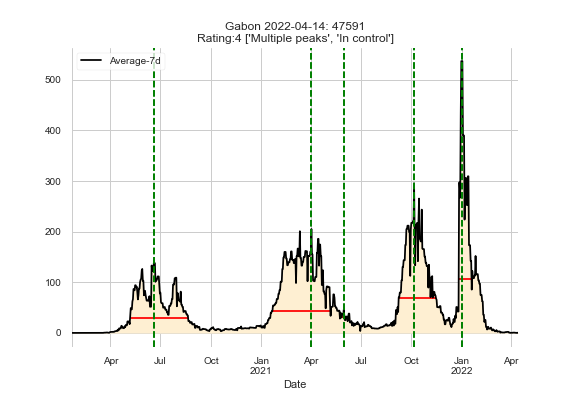 Gabon 2022-04-14: 47591
Rating:4 ['Multiple peaks', 'In control']
Average-7d
500
400
300
200
100
0
Apr Jul Oct Jan Apr Jul Oct Jan Apr
2021 2022
Date